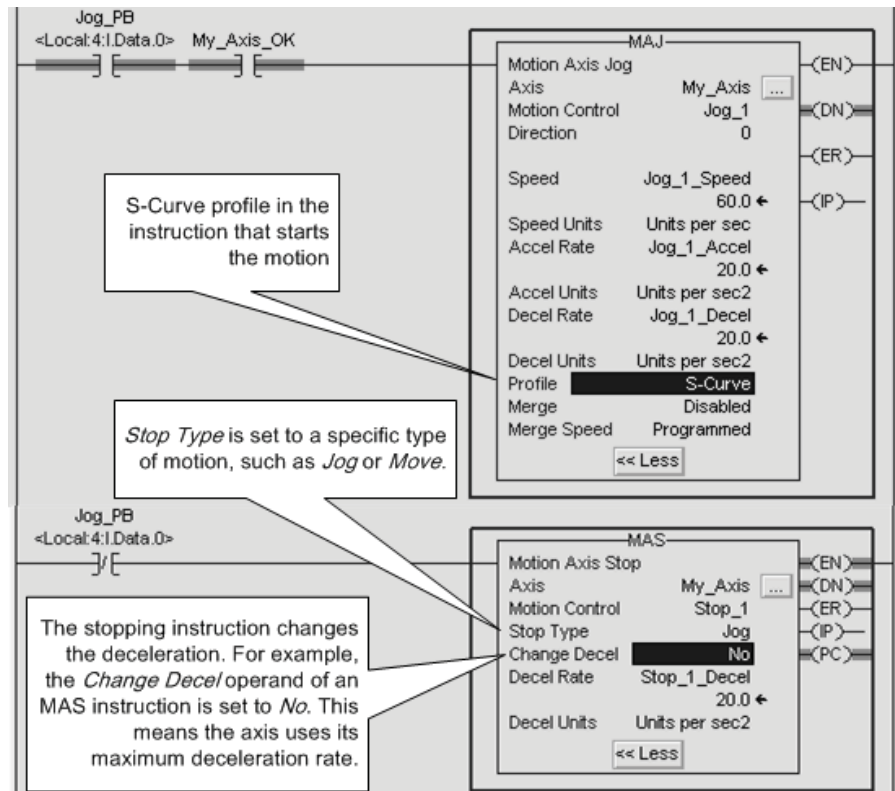 Jog_PB
<Local:4:I.Data.0> My_Axis_OK
MAJ
Motion Axis Jog
Axis My_Axis ...
Motion Control Jog_1
Direction 0
Speed Jog_1_Speed
60.0
Speed Units Units per sec
Accel Rate Jog_1_Accel
20.0
Accel Units Units per sec2
Decel Rate Jog_1_Decel
20.0
Decel Units Units per sec2
Profile S-Curve
Merge Disabled
Merge Speed Programmed
<< Less
(EN)
(DN)
(ER)
(IP)
S-Curve profile in the
instruction that starts
the motion
Stop Type is set to a specific type
of motion, such as Jog or Move.
Jog_PB
<Local:4:I.Data.0>
MAS
Motion Axis Stop
Axis My_Axis ...
Motion Control Stop_1
Stop Type Jog
Change Decel No
Decel Rate Stop_1_Decel
20.0
Decel Units Units per sec2
<< Less
(EN)
(DN)
(ER)
(IP)
(PC)
The stopping instruction changes
the deceleration. For example,
the Change Decel operand of an
MAS instruction is set to No. This
means the axis uses its
maximum deceleration rate.